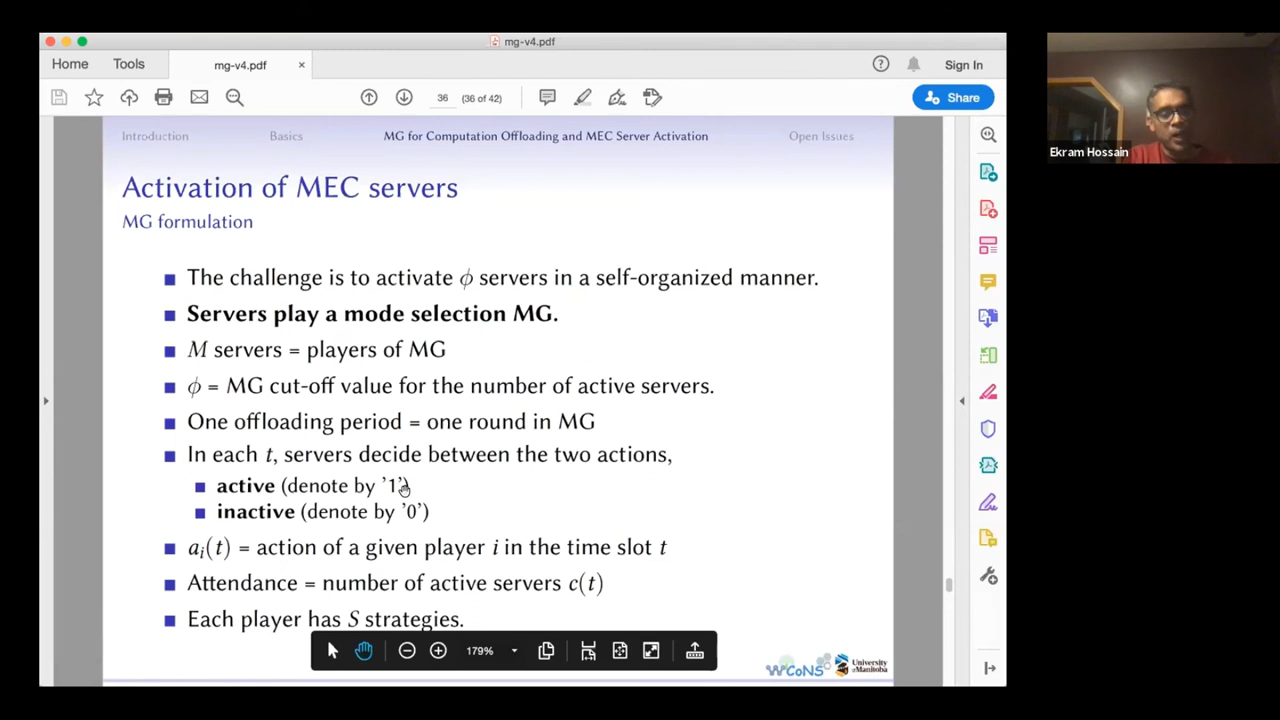 mg-v4.pdf
Home
Tools
mg-v4.pdf
×
Sign In
36
(36 of 42)
Share
Introduction
Basics
MG for Computation Offloading and MEC Server Activation
Open Issues
Activation of MEC servers
MG formulation
The challenge is to activate ϕ servers in a self-organized manner.
Servers play a mode selection MG.
M servers = players of MG
ϕ = MG cut-off value for the number of active servers.
One offloading period = one round in MG
In each t, servers decide between the two actions,
active (denote by '1')
inactive (denote by '0')
aᵢ(t) = action of a given player i in the time slot t
Attendance = number of active servers c(t)
Each player has S strategies.
179%
WCoNS
University
of Manitoba
Ekram Hossain